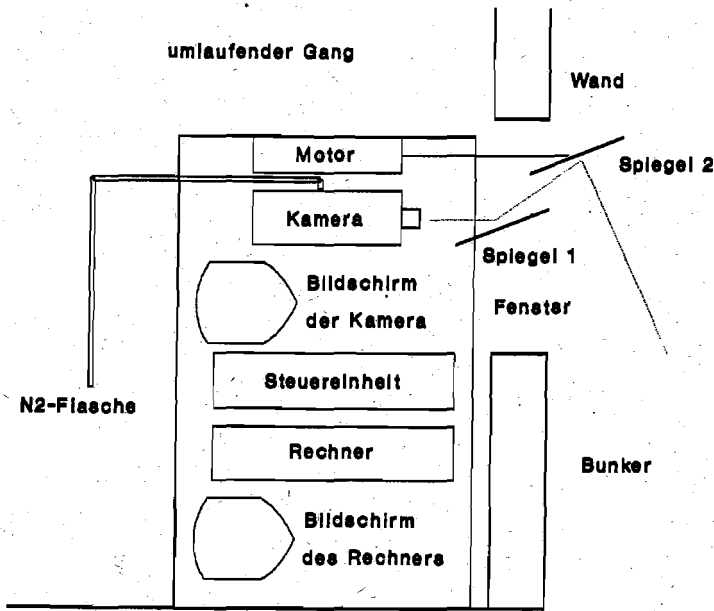 umlaufender Gang
Wand
Motor
Spiegel 2
Kamera
Spiegel 1
Bildschirm
der Kamera
Fenster
Steuereinheit
N2-Flasche
Rechner
Bunker
Bildschirm
des Rechners